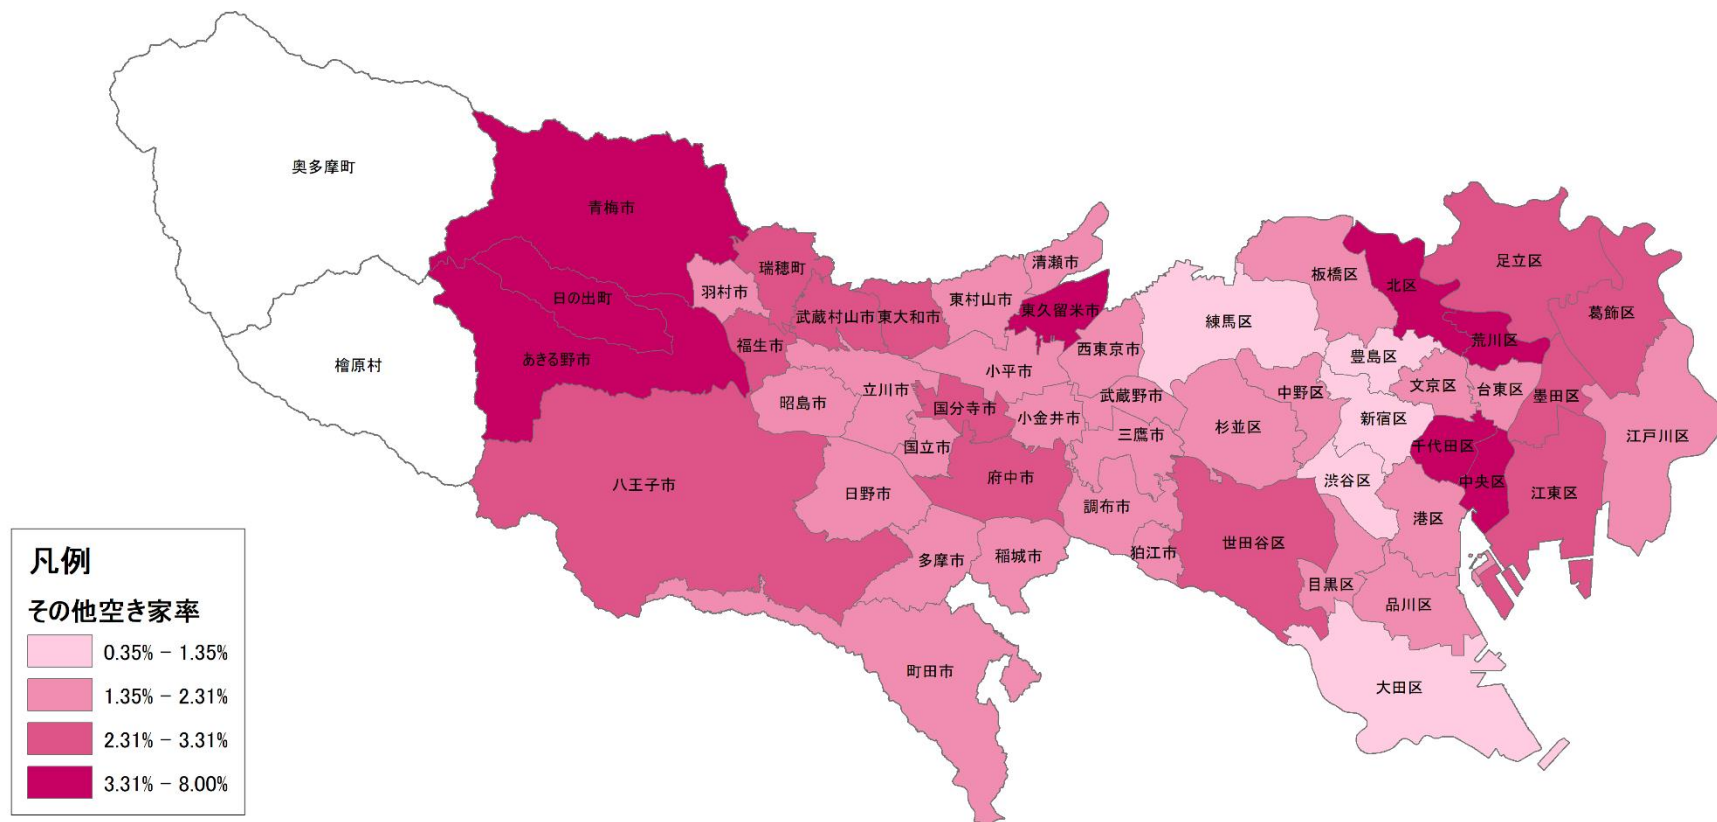 奥多摩町
青梅市
檜原村
日の出町
あきる野市
瑞穂町
羽村市
福生市
武蔵村山市
東大和市
東村山市
清瀬市
東久留米市
西東京市
小平市
立川市
昭島市
国分寺市
国立市
小金井市
武蔵野市
三鷹市
府中市
調布市
狛江市
八王子市
日野市
多摩市
稲城市
町田市
練馬区
板橋区
北区
足立区
葛飾区
荒川区
豊島区
文京区
台東区
墨田区
江戸川区
中野区
杉並区
新宿区
千代田区
中央区
江東区
渋谷区
港区
世田谷区
目黒区
品川区
大田区
凡例
その他空き家率
0.35% - 1.35%
1.35% - 2.31%
2.31% - 3.31%
3.31% - 8.00%